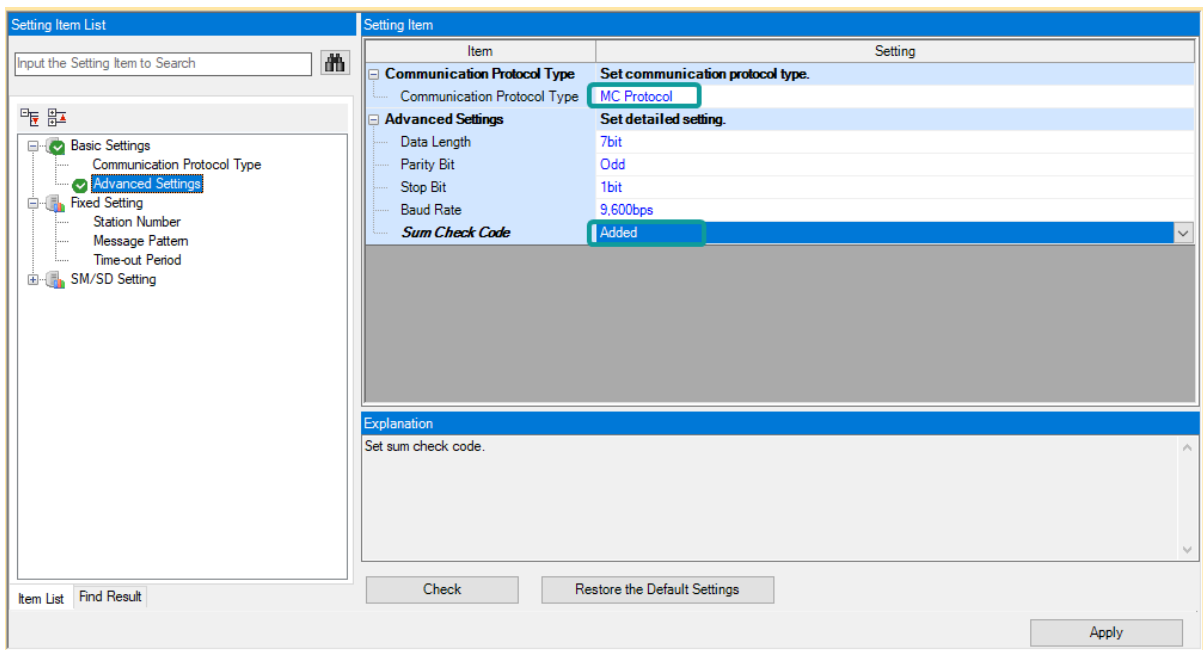 Setting Item List
Input the Setting Item to Search
Basic Settings
Communication Protocol Type
Advanced Settings
Fixed Setting
Station Number
Message Pattern
Time-out Period
SM/SD Setting
Item List Find Result
Setting Item
Item Setting
Communication Protocol Type Set communication protocol type.
Communication Protocol Type MC Protocol
Advanced Settings Set detailed setting.
Data Length 7bit
Parity Bit Odd
Stop Bit 1bit
Baud Rate 9,600bps
Sum Check Code Added
Explanation
Set sum check code.
Check Restore the Default Settings
Apply